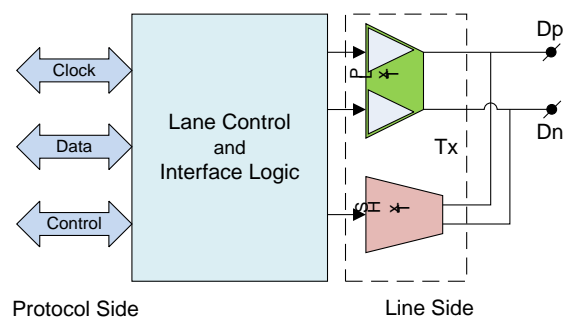 Clock
Data
Control
Lane Control
and
Interface Logic
Tx
Dp
Dn
Protocol Side
Line Side